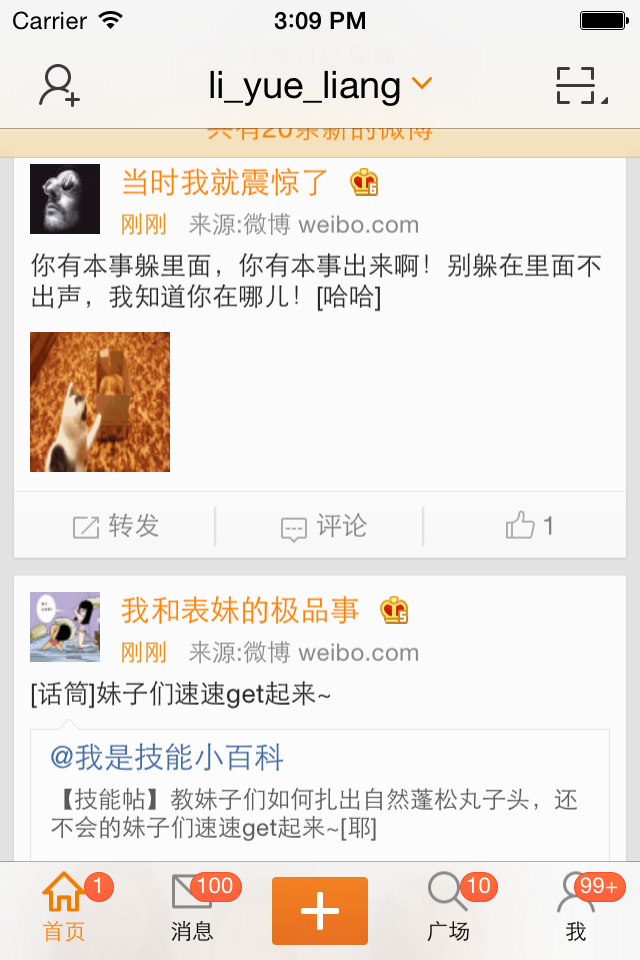 Carrier 3:09 PM
li_yue_liang
共有20条新的微博
当时我就震惊了 6
刚刚 来源:微博 weibo.com
你有本事躲里面，你有本事出来啊！别躲在里面不
出声，我知道你在哪儿！[哈哈]
转发 评论 1
我和表妹的极品事 5
刚刚 来源:微博 weibo.com
[话筒]妹子们速速get起来~
@我是技能小百科
【技能帖】教妹子们如何扎出自然蓬松丸子头，还
不会的妹子们速速get起来~[耶]
1 100 10 99+
首页 消息 广场 我